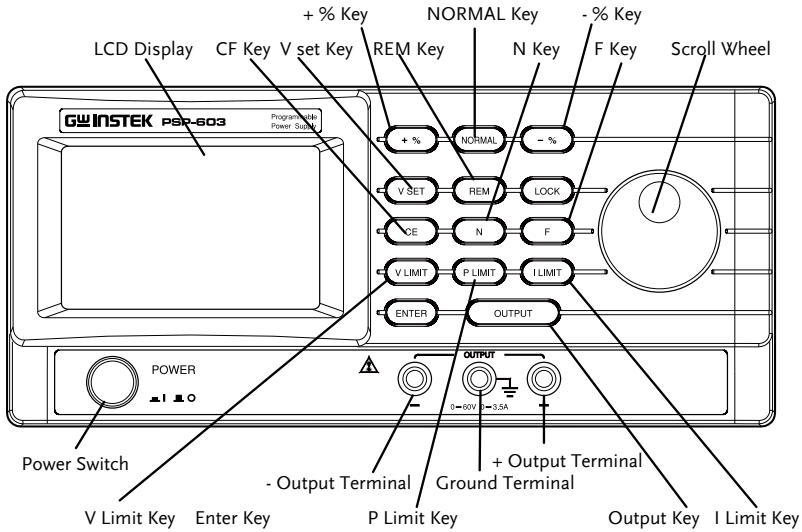 + % Key NORMAL Key - % Key
LCD Display CF Key V set Key REM Key N Key F Key Scroll Wheel
GWINSTEK PSP-603 Programmable
Power Supply
+ % NORMAL - %
V SET REM LOCK
CE N F
V LIMIT P LIMIT I LIMIT
ENTER OUTPUT
POWER OUTPUT
I O
- +
0-60V 0-3.5A
Power Switch - Output Terminal Ground Terminal + Output Terminal
V Limit Key Enter Key P Limit Key Output Key I Limit Key